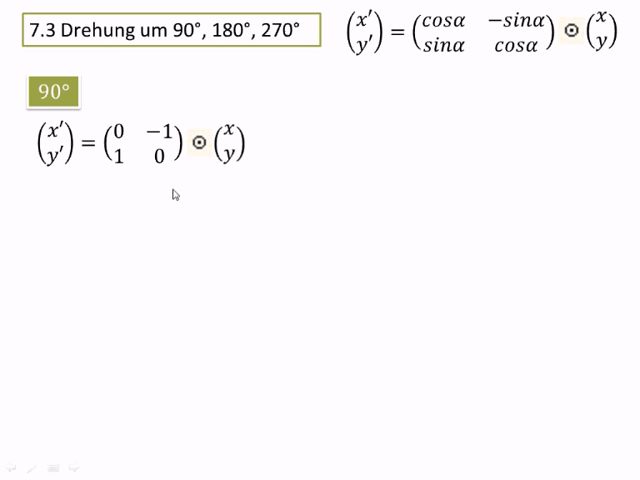 7.3 Drehung um 90°, 180°, 270°
(x′ y′) = (cosα −sinα sinα cosα) ⊙ (x y)
90°
(x′ y′) = (0 −1 1 0) ⊙ (x y)